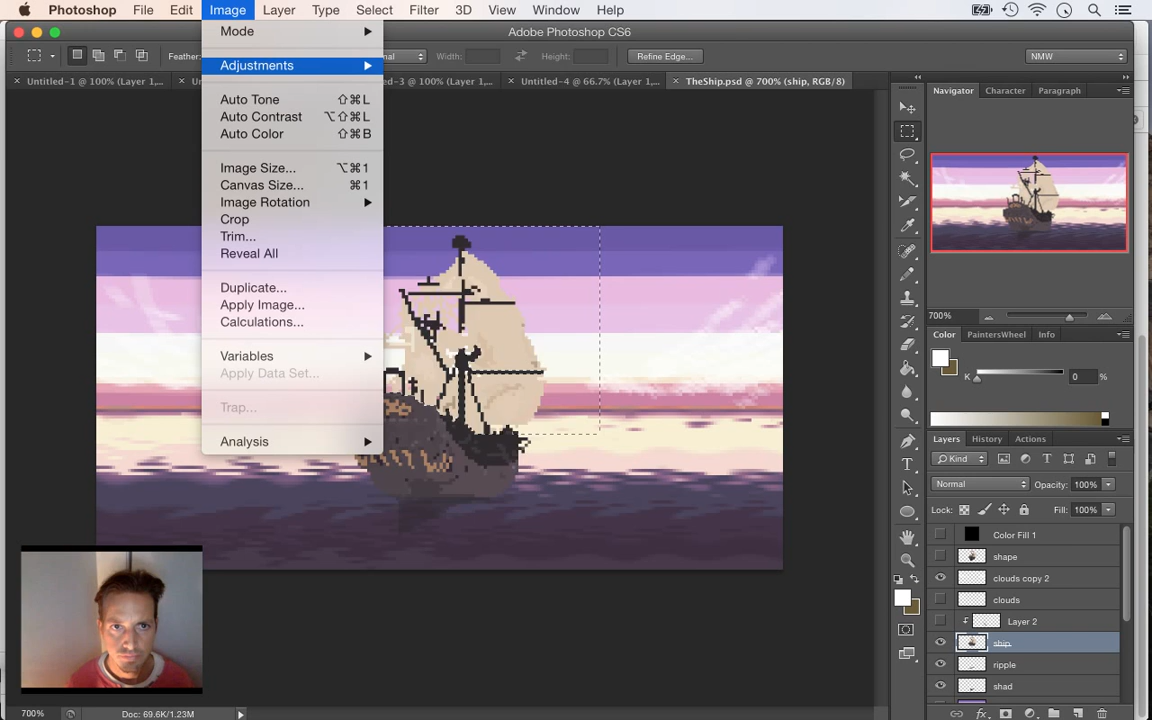 Photoshop File Edit Image Layer Type Select Filter 3D View Window Help
Adobe Photoshop CS6
Feather: Width: Height: Refine Edge... NMW
Untitled-1 @ 100% (Layer 1,... Untitled-4 @ 66.7% (Layer 1,... TheShip.psd @ 700% (ship, RGB/8)
Mode
Adjustments
Auto Tone ⇧⌘L
Auto Contrast ⌥⇧⌘L
Auto Color ⇧⌘B
Image Size... ⌥⌘1
Canvas Size... ⌘1
Image Rotation
Crop
Trim...
Reveal All
Duplicate...
Apply Image...
Calculations...
Variables
Apply Data Set...
Trap...
Analysis
Navigator Character Paragraph
700%
Color PaintersWheel Info
K 0 %
Layers History Actions
Kind
Normal Opacity: 100%
Lock: Fill: 100%
Color Fill 1
shape
clouds copy 2
clouds
Layer 2
ship
ripple
shad
700% Doc: 69.6K/1.23M